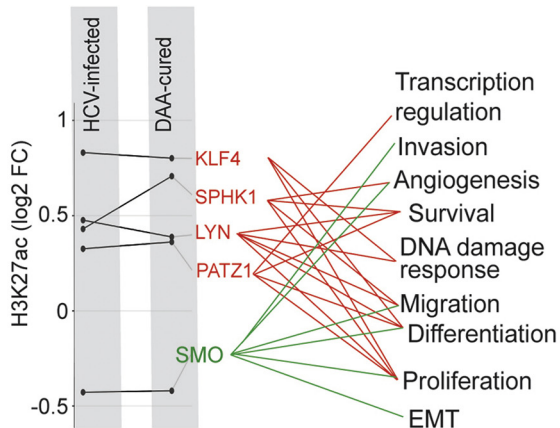 HCV-infected
DAA-cured
H3K27ac (log2 FC)
1
0.5
0
-0.5
KLF4
SPHK1
LYN
PATZ1
SMO
Transcription
regulation
Invasion
Angiogenesis
Survival
DNA damage
response
Migration
Differentiation
Proliferation
EMT